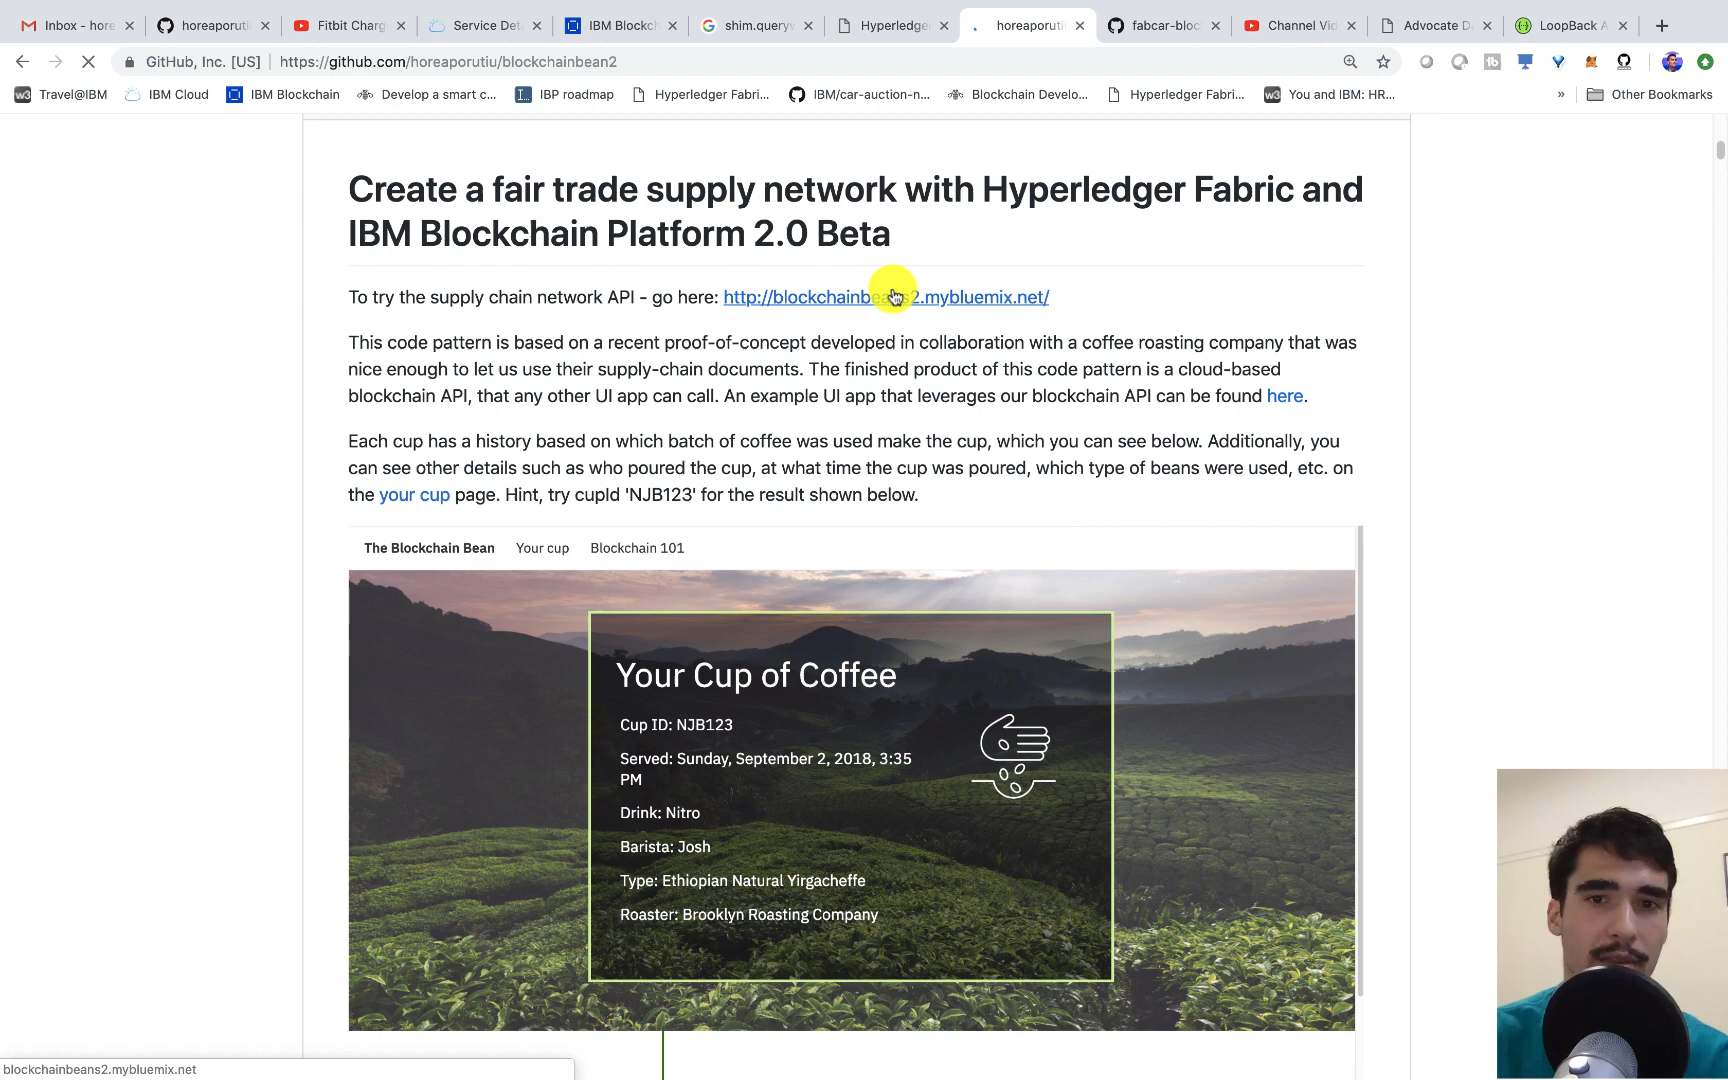 Inbox - hore
horeaporuti
Fitbit Charg
Service Det
IBM Blockch
shim.queryw
Hyperledge
horeaporuti
fabcar-bloc
Channel Vid
Advocate D
LoopBack A
GitHub, Inc. [US] | https://github.com/horeaporutiu/blockchainbean2
Travel@IBM
IBM Cloud
IBM Blockchain
Develop a smart c...
IBP roadmap
Hyperledger Fabri...
IBM/car-auction-n...
Blockchain Develo...
Hyperledger Fabri...
You and IBM: HR...
» Other Bookmarks
Create a fair trade supply network with Hyperledger Fabric and
IBM Blockchain Platform 2.0 Beta
To try the supply chain network API - go here: http://blockchainbeans2.mybluemix.net/
This code pattern is based on a recent proof-of-concept developed in collaboration with a coffee roasting company that was
nice enough to let us use their supply-chain documents. The finished product of this code pattern is a cloud-based
blockchain API, that any other UI app can call. An example UI app that leverages our blockchain API can be found here.
Each cup has a history based on which batch of coffee was used make the cup, which you can see below. Additionally, you
can see other details such as who poured the cup, at what time the cup was poured, which type of beans were used, etc. on
the your cup page. Hint, try cupId 'NJB123' for the result shown below.
The Blockchain Bean Your cup Blockchain 101
Your Cup of Coffee
Cup ID: NJB123
Served: Sunday, September 2, 2018, 3:35
PM
Drink: Nitro
Barista: Josh
Type: Ethiopian Natural Yirgacheffe
Roaster: Brooklyn Roasting Company
blockchainbeans2.mybluemix.net